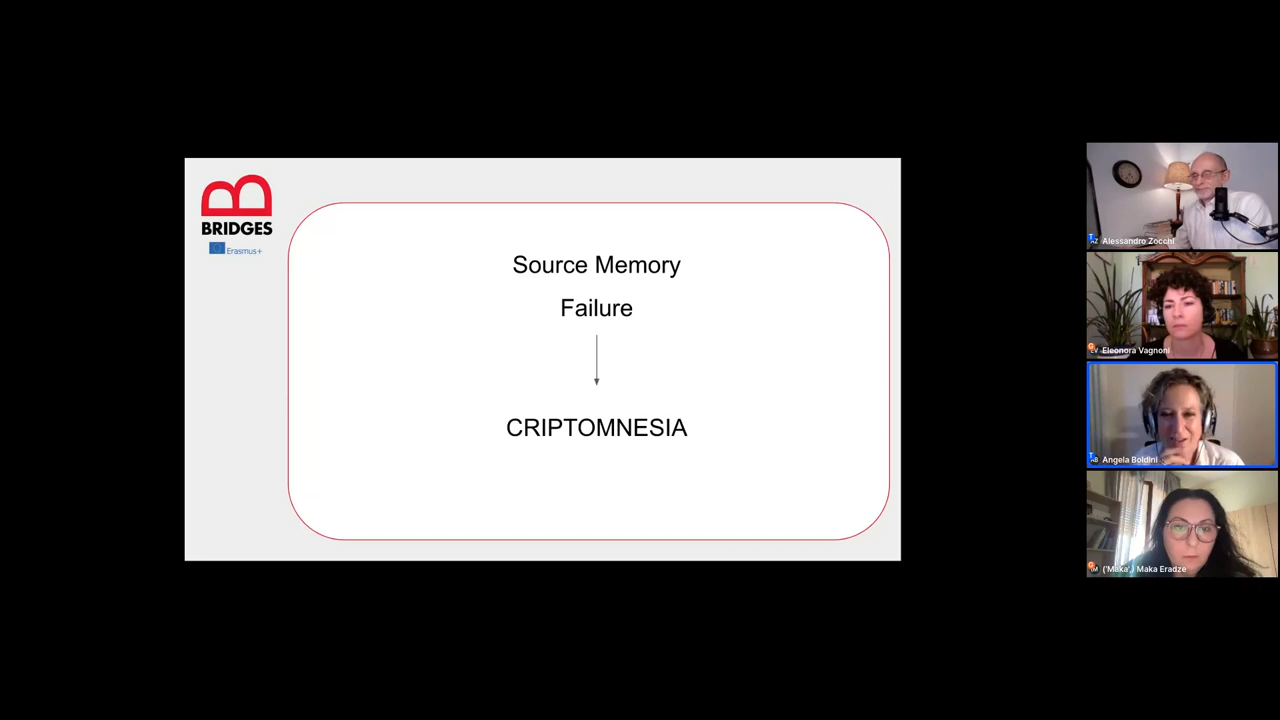 BRIDGES
Erasmus+
Source Memory
Failure
CRIPTOMNESIA
Alessandro Zocchi
Eleonora Vagnoni
Angela Boldini
('Maka',) Maka Eradze